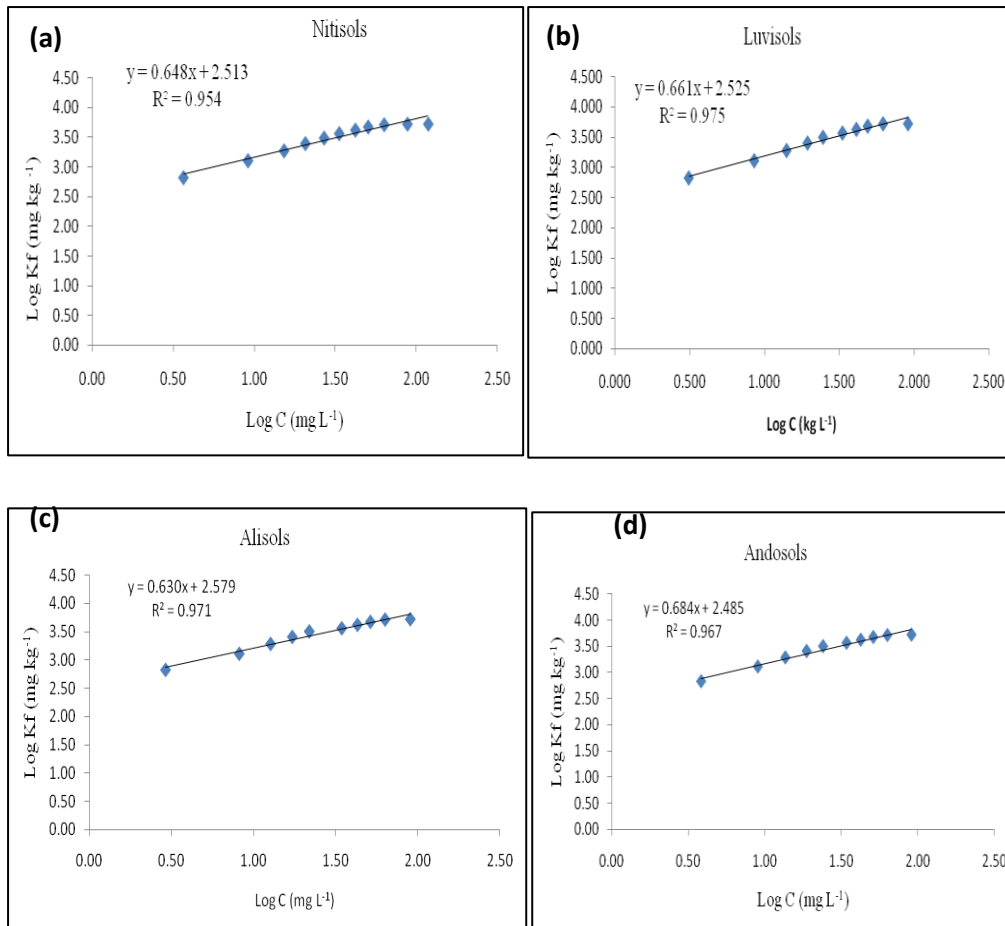 (a)
Nitisols
y = 0.648x + 2.513
R² = 0.954
Log Kf (mg kg⁻¹)
4.50
4.00
3.50
3.00
2.50
2.00
1.50
1.00
0.50
0.00
0.00 0.50 1.00 1.50 2.00 2.50
Log C (mg L⁻¹)
(b)
Luvisols
y = 0.661x + 2.525
R² = 0.975
Log Kf (mg kg⁻¹)
4.500
4.000
3.500
3.000
2.500
2.000
1.500
1.000
0.500
0.000
0.000 0.500 1.000 1.500 2.000 2.500
Log C (kg L⁻¹)
(c)
Alisols
y = 0.630x + 2.579
R² = 0.971
Log Kf (mg kg⁻¹)
4.50
4.00
3.50
3.00
2.50
2.00
1.50
1.00
0.50
0.00
0.00 0.50 1.00 1.50 2.00 2.50
Log C (mg L⁻¹)
(d)
Andosols
y = 0.684x + 2.485
R² = 0.967
Log Kf (mg kg⁻¹)
4.50
4.00
3.50
3.00
2.50
2.00
1.50
1.00
0.50
0.00
0.00 0.50 1.00 1.50 2.00 2.50
Log C (mg L⁻¹)